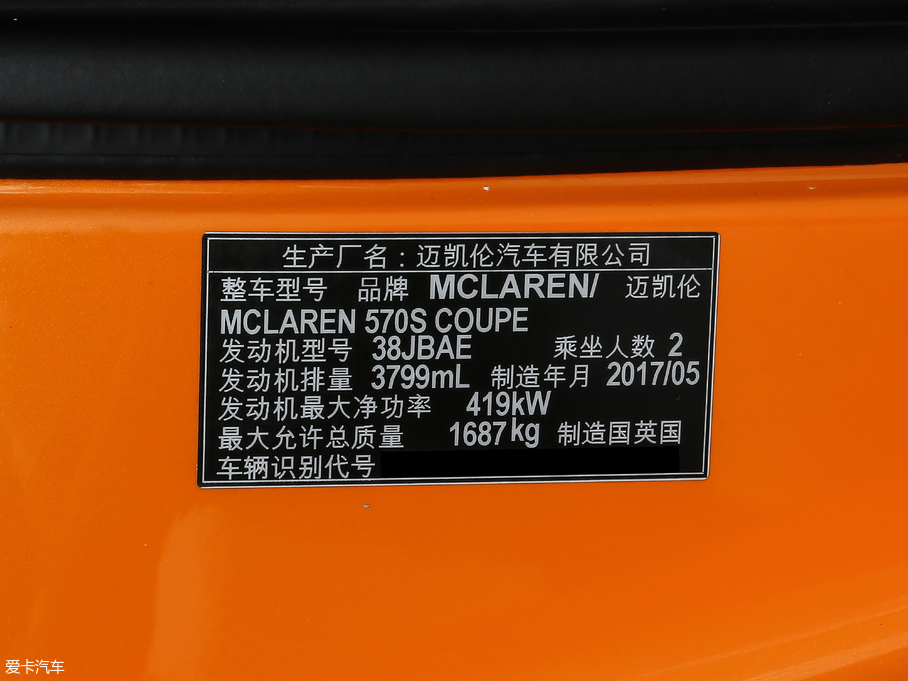 生产厂名：迈凯伦汽车有限公司
整车型号 品牌 MCLAREN/ 迈凯伦
MCLAREN 570S COUPE
发动机型号 38JBAE 乘坐人数 2
发动机排量 3799mL 制造年月 2017/05
发动机最大净功率 419kW
最大允许总质量 1687kg 制造国英国
车辆识别代号
爱卡汽车